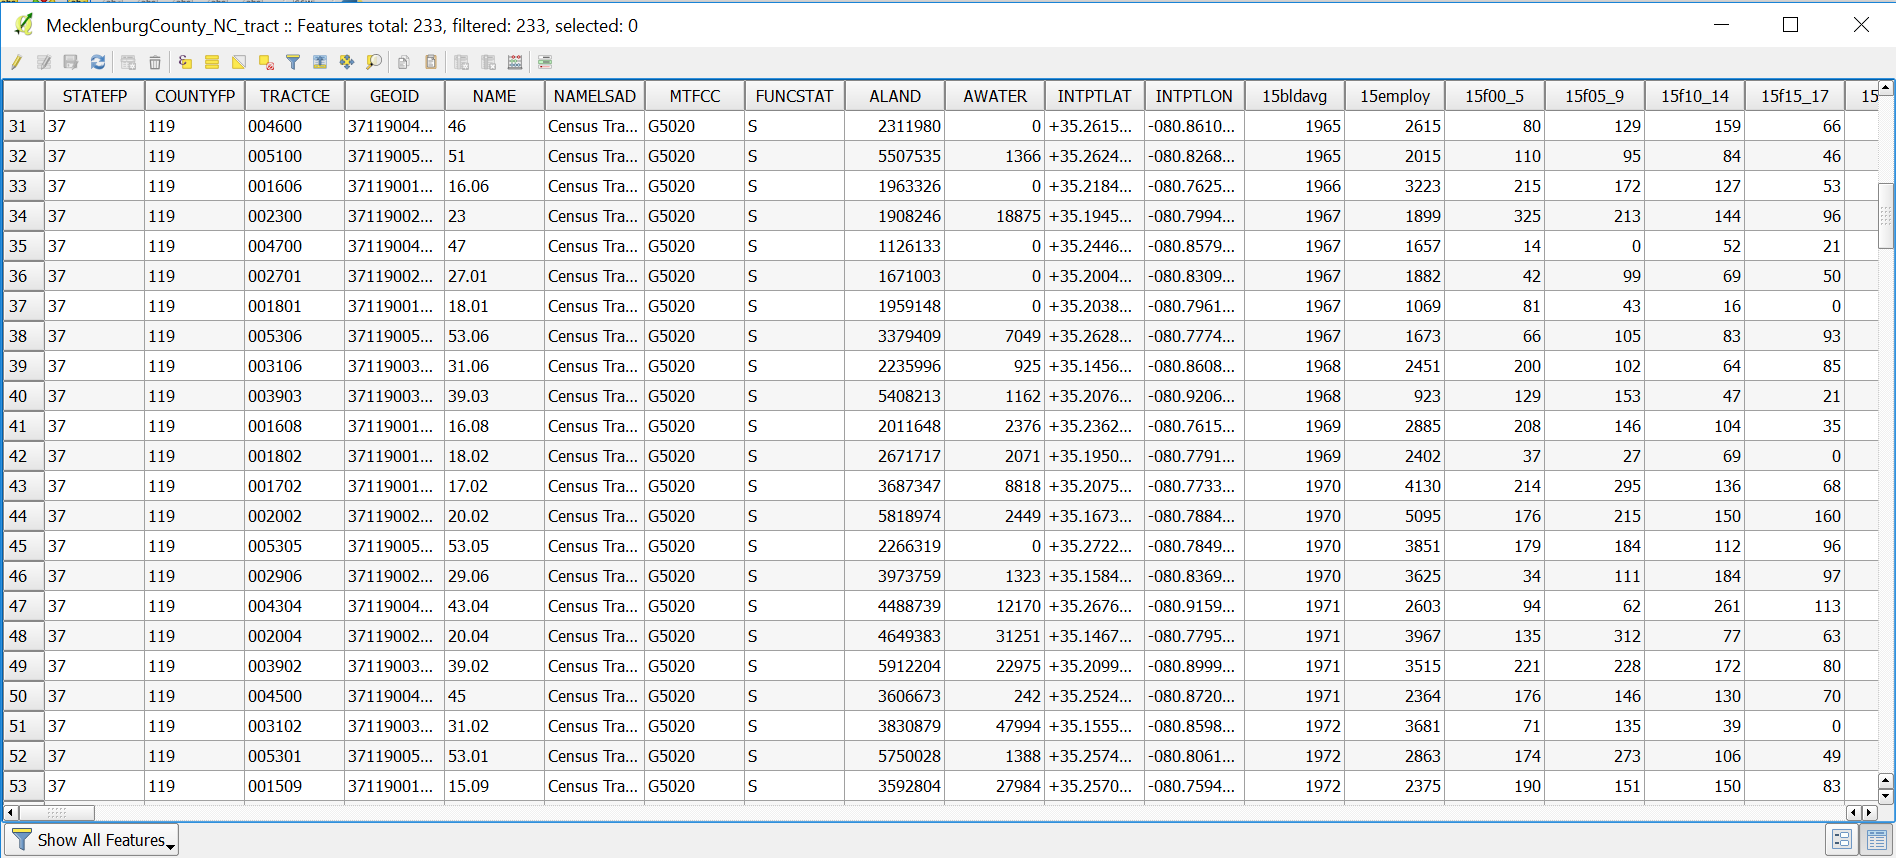 MecklenburgCounty_NC_tract :: Features total: 233, filtered: 233, selected: 0
STATEFP COUNTYFP TRACTCE GEOID NAME NAMELSAD MTFCC FUNCSTAT ALAND AWATER INTPTLAT INTPTLON 15bldavg 15employ 15f00_5 15f05_9 15f10_14 15f15_17 15
31 37 119 004600 37119004... 46 Census Tra... G5020 S 2311980 0 +35.2615... -080.8610... 1965 2615 80 129 159 66
32 37 119 005100 37119005... 51 Census Tra... G5020 S 5507535 1366 +35.2624... -080.8268... 1965 2015 110 95 84 46
33 37 119 001606 37119001... 16.06 Census Tra... G5020 S 1963326 0 +35.2184... -080.7625... 1966 3223 215 172 127 53
34 37 119 002300 37119002... 23 Census Tra... G5020 S 1908246 18875 +35.1945... -080.7994... 1967 1899 325 213 144 96
35 37 119 004700 37119004... 47 Census Tra... G5020 S 1126133 0 +35.2446... -080.8579... 1967 1657 14 0 52 21
36 37 119 002701 37119002... 27.01 Census Tra... G5020 S 1671003 0 +35.2004... -080.8309... 1967 1882 42 99 69 50
37 37 119 001801 37119001... 18.01 Census Tra... G5020 S 1959148 0 +35.2038... -080.7961... 1967 1069 81 43 16 0
38 37 119 005306 37119005... 53.06 Census Tra... G5020 S 3379409 7049 +35.2628... -080.7774... 1967 1673 66 105 83 93
39 37 119 003106 37119003... 31.06 Census Tra... G5020 S 2235996 925 +35.1456... -080.8608... 1968 2451 200 102 64 85
40 37 119 003903 37119003... 39.03 Census Tra... G5020 S 5408213 1162 +35.2076... -080.9206... 1968 923 129 153 47 21
41 37 119 001608 37119001... 16.08 Census Tra... G5020 S 2011648 2376 +35.2362... -080.7615... 1969 2885 208 146 104 35
42 37 119 001802 37119001... 18.02 Census Tra... G5020 S 2671717 2071 +35.1950... -080.7791... 1969 2402 37 27 69 0
43 37 119 001702 37119001... 17.02 Census Tra... G5020 S 3687347 8818 +35.2075... -080.7733... 1970 4130 214 295 136 68
44 37 119 002002 37119002... 20.02 Census Tra... G5020 S 5818974 2449 +35.1673... -080.7884... 1970 5095 176 215 150 160
45 37 119 005305 37119005... 53.05 Census Tra... G5020 S 2266319 0 +35.2722... -080.7849... 1970 3851 179 184 112 96
46 37 119 002906 37119002... 29.06 Census Tra... G5020 S 3973759 1323 +35.1584... -080.8369... 1970 3625 34 111 184 97
47 37 119 004304 37119004... 43.04 Census Tra... G5020 S 4488739 12170 +35.2676... -080.9159... 1971 2603 94 62 261 113
48 37 119 002004 37119002... 20.04 Census Tra... G5020 S 4649383 31251 +35.1467... -080.7795... 1971 3967 135 312 77 63
49 37 119 003902 37119003... 39.02 Census Tra... G5020 S 5912204 22975 +35.2099... -080.8999... 1971 3515 221 228 172 80
50 37 119 004500 37119004... 45 Census Tra... G5020 S 3606673 242 +35.2524... -080.8720... 1971 2364 176 146 130 70
51 37 119 003102 37119003... 31.02 Census Tra... G5020 S 3830879 47994 +35.1555... -080.8598... 1972 3681 71 135 39 0
52 37 119 005301 37119005... 53.01 Census Tra... G5020 S 5750028 1388 +35.2574... -080.8061... 1972 2863 174 273 106 49
53 37 119 001509 37119001... 15.09 Census Tra... G5020 S 3592804 27984 +35.2570... -080.7594... 1972 2375 190 151 150 83
Show All Features